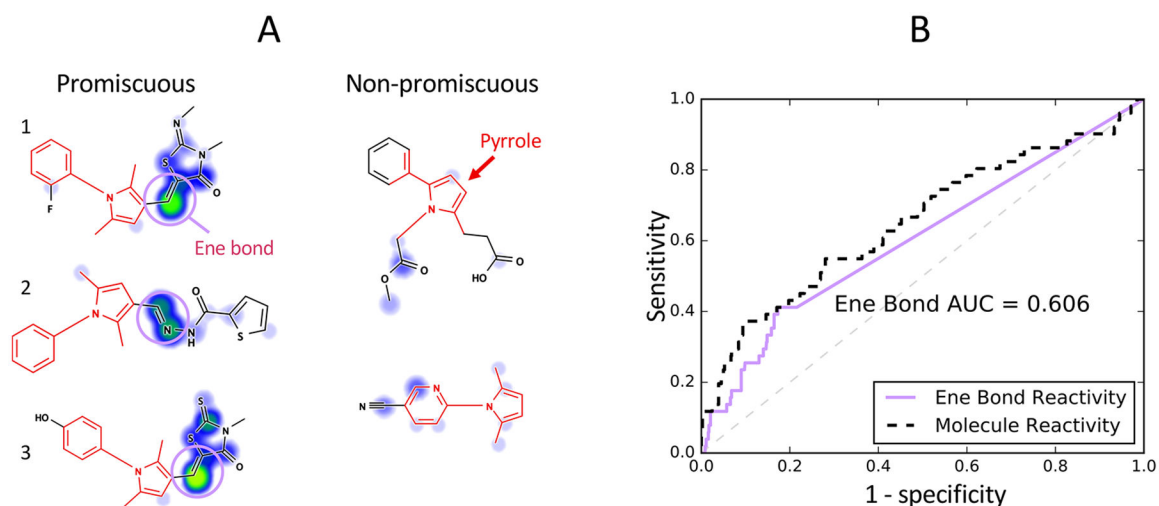 A
B
Promiscuous
Non-promiscuous
1
N
N
S
O
F
N
Ene bond
Pyrrole
N
O
O
HO
O
2
N
N
N
H
O
S
3
HO
S
N
S
O
N
N
N
N
Sensitivity
1.0
0.8
0.6
0.4
0.2
0.0
0.0
0.2
0.4
0.6
0.8
1.0
1 - specificity
Ene Bond AUC = 0.606
Ene Bond Reactivity
Molecule Reactivity